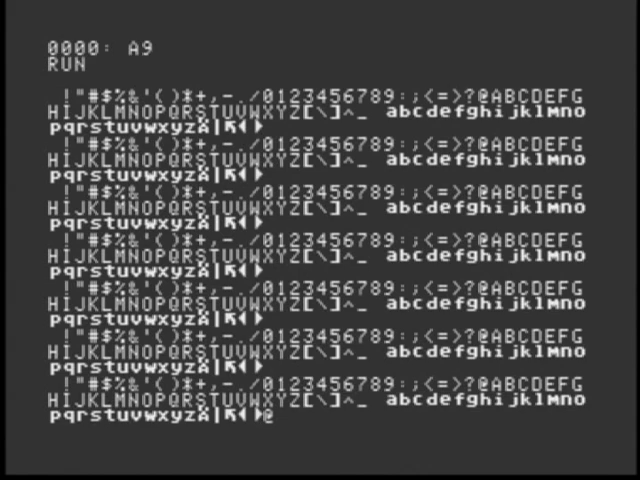 0000: A9
RUN
 !"#$%&'()*+,-./0123456789:;<=>?@ABCDEFG
HIJKLMNOPQRSTUVWXYZ[\]^_ abcdefghijklmno
pqrstuvwxyz♠|↖◀▶
 !"#$%&'()*+,-./0123456789:;<=>?@ABCDEFG
HIJKLMNOPQRSTUVWXYZ[\]^_ abcdefghijklmno
pqrstuvwxyz♠|↖◀▶
 !"#$%&'()*+,-./0123456789:;<=>?@ABCDEFG
HIJKLMNOPQRSTUVWXYZ[\]^_ abcdefghijklmno
pqrstuvwxyz♠|↖◀▶
 !"#$%&'()*+,-./0123456789:;<=>?@ABCDEFG
HIJKLMNOPQRSTUVWXYZ[\]^_ abcdefghijklmno
pqrstuvwxyz♠|↖◀▶
 !"#$%&'()*+,-./0123456789:;<=>?@ABCDEFG
HIJKLMNOPQRSTUVWXYZ[\]^_ abcdefghijklmno
pqrstuvwxyz♠|↖◀▶
 !"#$%&'()*+,-./0123456789:;<=>?@ABCDEFG
HIJKLMNOPQRSTUVWXYZ[\]^_ abcdefghijklmno
pqrstuvwxyz♠|↖◀▶
 !"#$%&'()*+,-./0123456789:;<=>?@ABCDEFG
HIJKLMNOPQRSTUVWXYZ[\]^_ abcdefghijklmno
pqrstuvwxyz♠|↖◀▶@